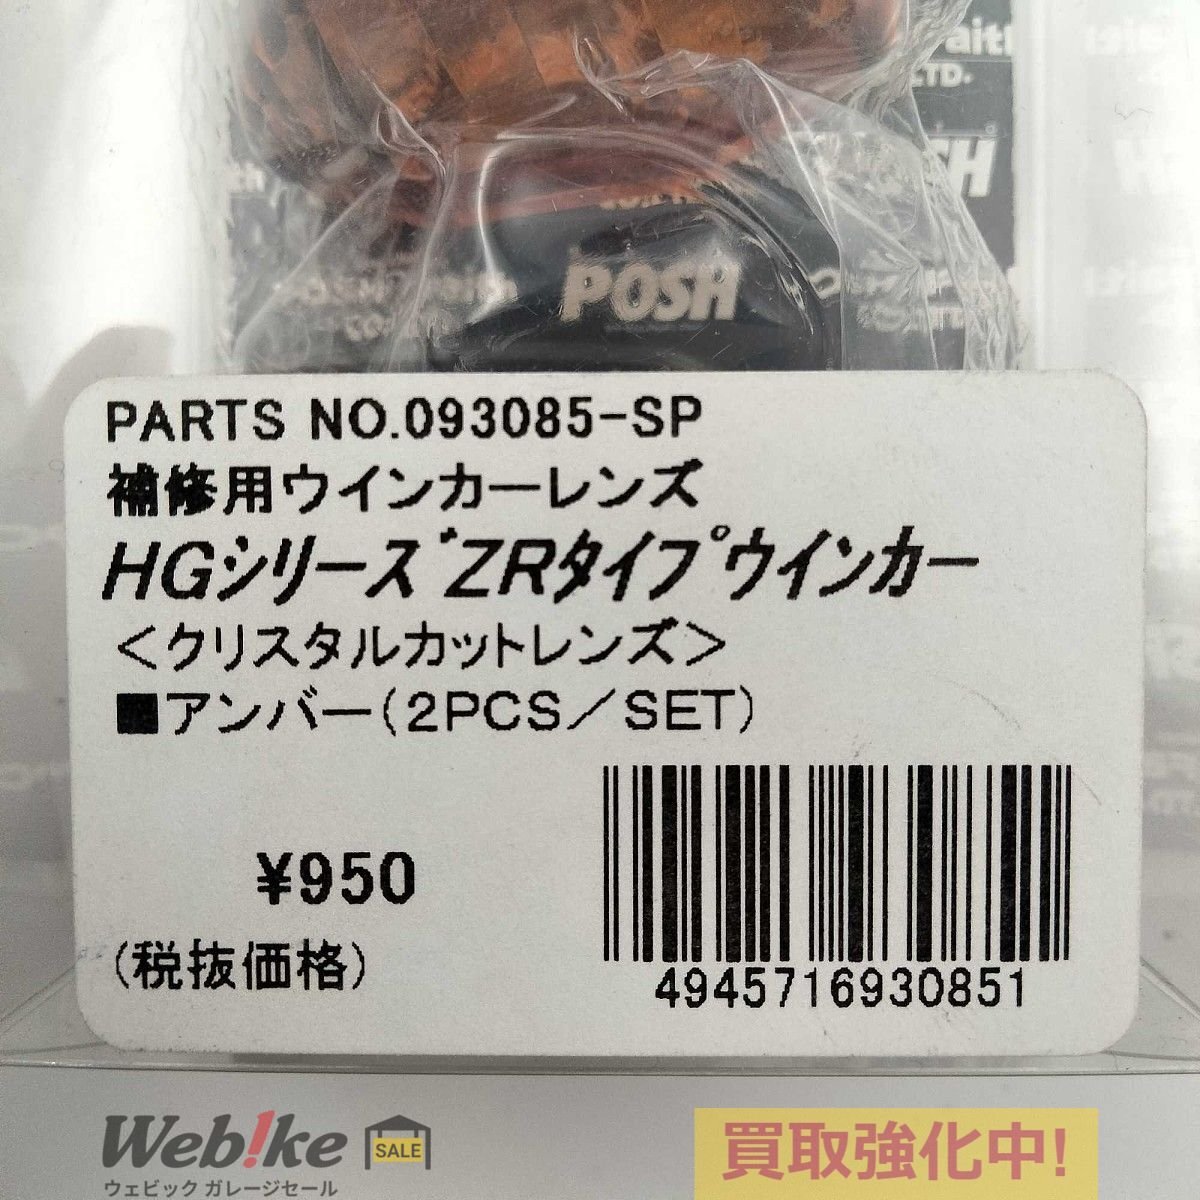 aith
LTD.
SH
POSH
PARTS NO.093085-SP
補修用ウインカーレンズ
HGシリーズZRタイプウインカー
＜クリスタルカットレンズ＞
■アンバー(2PCS／SET)
¥950
(税抜価格)
4945716930851
Web!ke SALE
ウェビック ガレージセール
買取強化中!